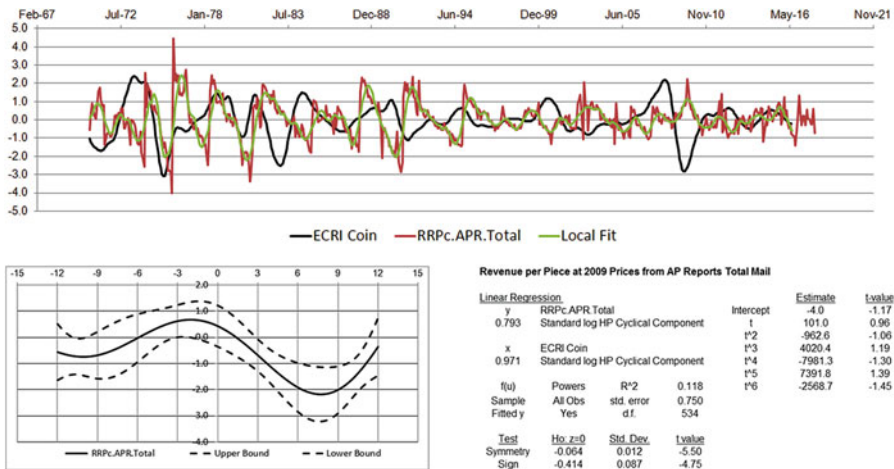 Feb-67 Jul-72 Jan-78 Jul-83 Dec-88 Jun-94 Dec-99 Jun-05 Nov-10 May-16 Nov-21
5.0
4.0
3.0
2.0
1.0
0.0
-1.0
-2.0
-3.0
-4.0
-5.0
ECRI Coin RRPc.APR.Total Local Fit
-15 -12 -9 -6 -3 0 3 6 9 12 15
2.0
1.0
0.0
-1.0
-2.0
-3.0
-4.0
RRPc.APR.Total Upper Bound Lower Bound
Revenue per Piece at 2009 Prices from AP Reports Total Mail
Linear Regression Estimate t-value
y RRPc.APR.Total Intercept -4.0 -1.17
0.793 Standard log HP Cyclical Component t 101.0 0.96
t^2 -962.6 -1.06
x ECRI Coin t^3 4020.4 1.19
0.971 Standard log HP Cyclical Component t^4 -7981.3 -1.30
t^5 7391.8 1.39
f(u) Powers R^2 0.118 t^6 -2568.7 -1.45
Sample All Obs std. error 0.750
Fitted y Yes d.f. 534
Test Ho: z=0 Std. Dev. t value
Symmetry -0.064 0.012 -5.50
Sign -0.414 0.087 -4.75